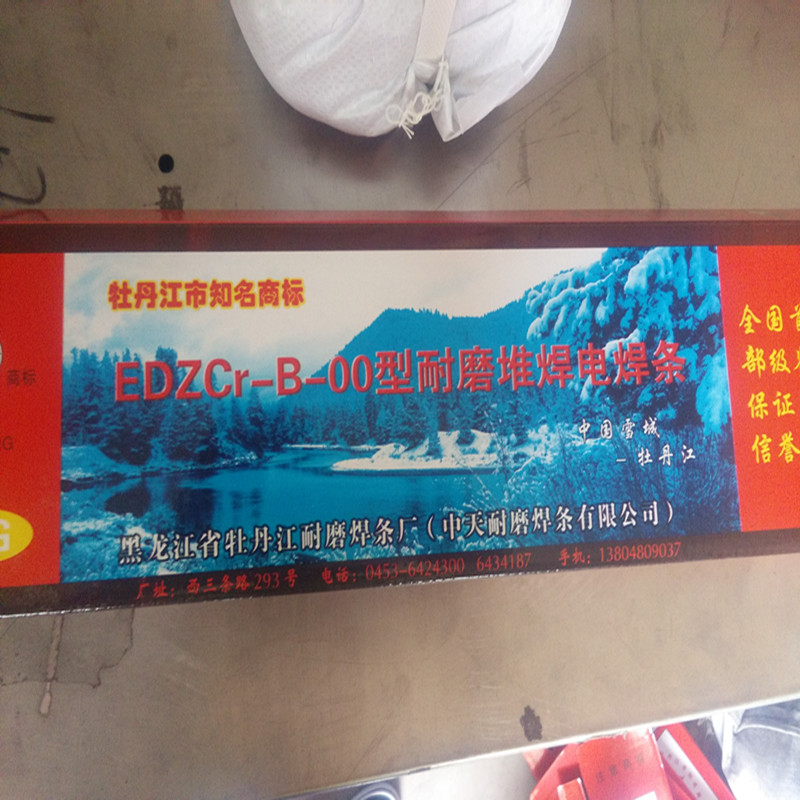 牡丹江市知名商标
EDZCr-B-00型耐磨堆焊电焊条
中国雪城
-牡丹江
黑龙江省牡丹江耐磨焊条厂(中天耐磨焊条有限公司)
厂址:西三条路293号 电话:0453-6424300 6434187 手机:13804809037
商标
G
全国
部级
保证
信誉